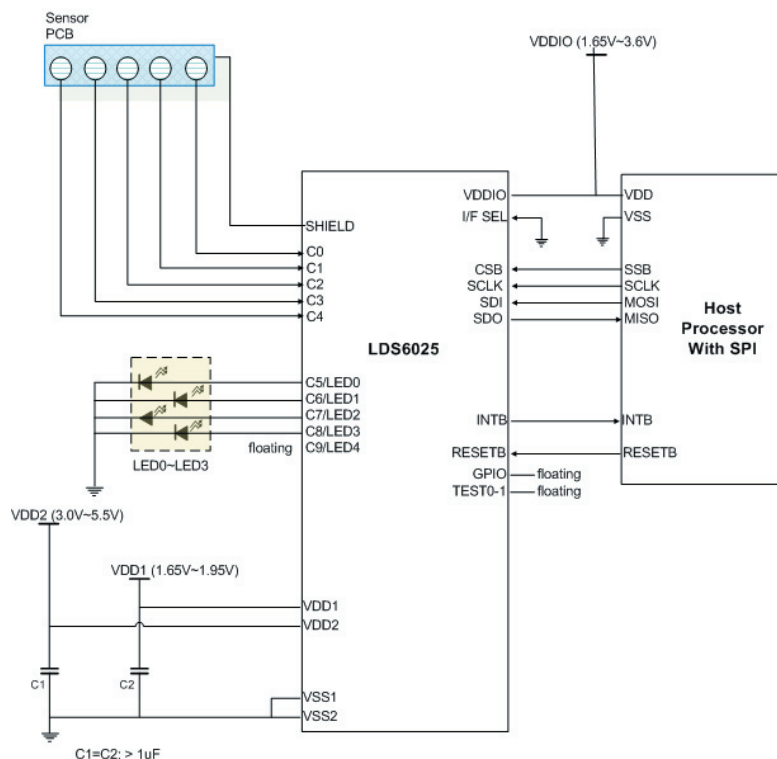 Sensor
PCB
VDDIO (1.65V~3.6V)
VDDIO
VDD
I/F SEL
VSS
SHIELD
C0
C1
C2
C3
C4
CSB
SSB
SCLK
SCLK
SDI
MOSI
SDO
MISO
LDS6025
Host
Processor
With SPI
C5/LED0
C6/LED1
C7/LED2
C8/LED3
floating
C9/LED4
LED0~LED3
INTB
INTB
RESETB
RESETB
GPIO
floating
TEST0-1
floating
VDD2 (3.0V~5.5V)
VDD1 (1.65V~1.95V)
VDD1
VDD2
C1
C2
VSS1
VSS2
C1=C2: > 1uF